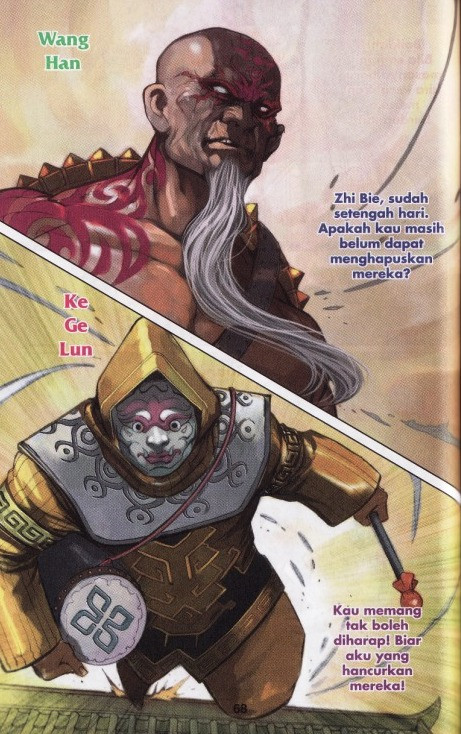 Wang
Han
Zhi Bie, sudah
setengah hari.
Apakah kau masih
belum dapat
menghapuskan
mereka?
Ke
Ge
Lun
Kau memang
tak boleh
diharap! Biar
aku yang
hancurkan
mereka!
68